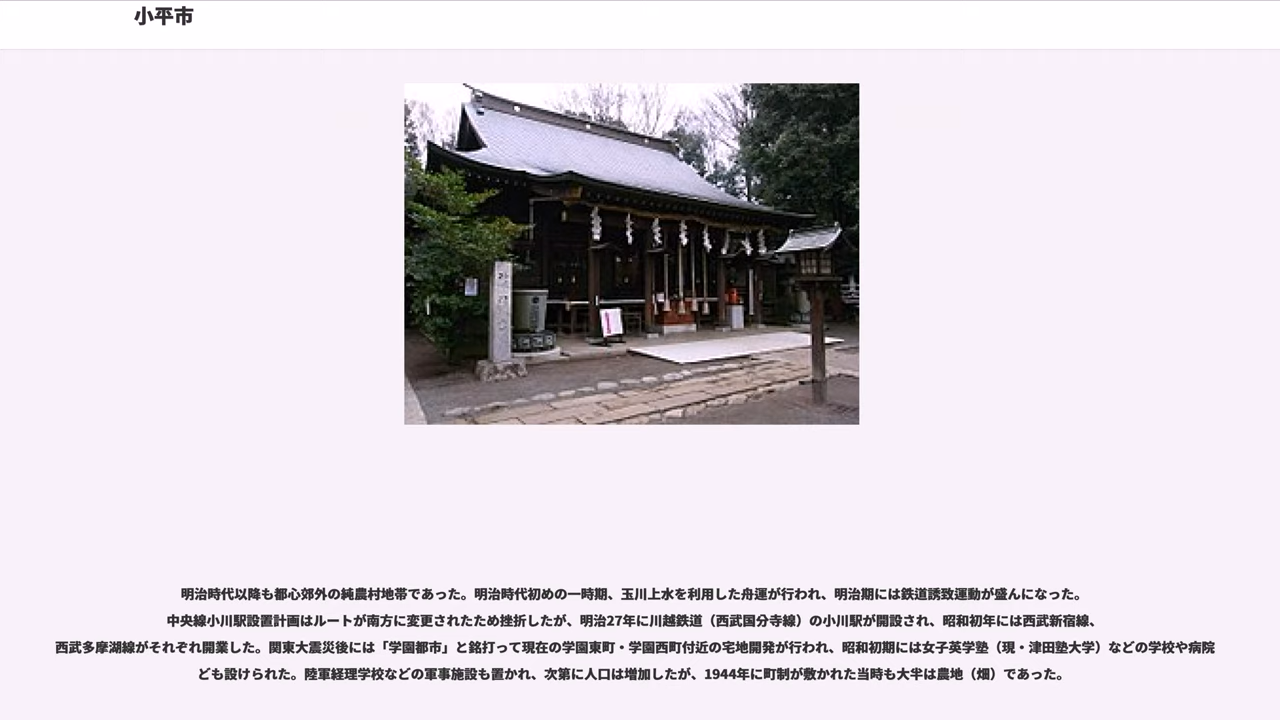 小平市
明治時代以降も都心郊外の純農村地帯であった。明治時代初めの一時期、玉川上水を利用した舟運が行われ、明治期には鉄道誘致運動が盛んになった。
中央線小川駅設置計画はルートが南方に変更されたため挫折したが、明治27年に川越鉄道（西武国分寺線）の小川駅が開設され、昭和初年には西武新宿線、
西武多摩湖線がそれぞれ開業した。関東大震災後には「学園都市」と銘打って現在の学園東町・学園西町付近の宅地開発が行われ、昭和初期には女子英学塾（現・津田塾大学）などの学校や病院
ども設けられた。陸軍経理学校などの軍事施設も置かれ、次第に人口は増加したが、1944年に町制が敷かれた当時も大半は農地（畑）であった。